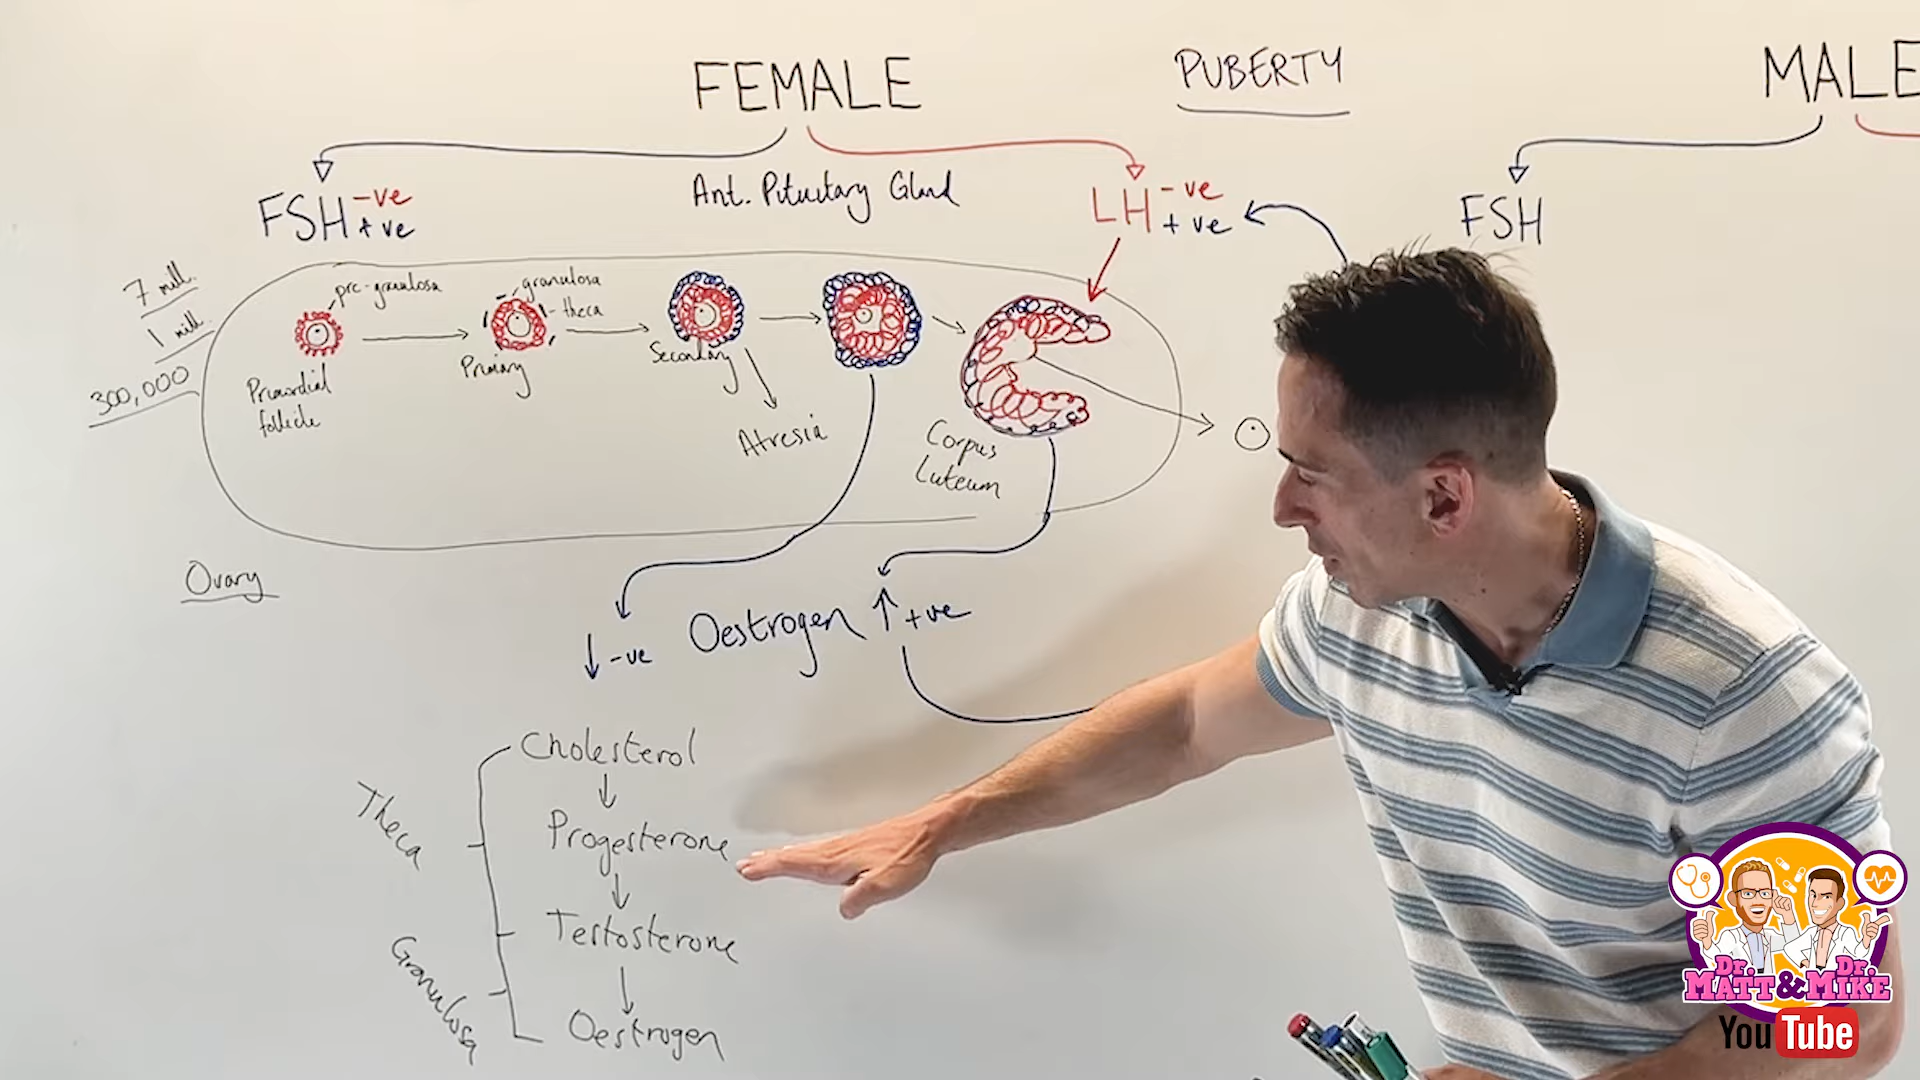 FEMALE
PUBERTY
MALE
Ant. Pituitary Gland
FSH -ve
+ve
LH -ve
+ve
FSH
7 mill.
1 mill.
300,000
pre-granulosa
granulosa
theca
Primordial
follicle
Primary
Secondary
Atresia
Corpus
Luteum
Ovary
↓ -ve
Oestrogen ↑ +ve
Theca
Granulosa
Cholesterol
↓
Progesterone
↓
Testosterone
↓
Oestrogen
Dr. Dr.
MATT & MIKE
YouTube